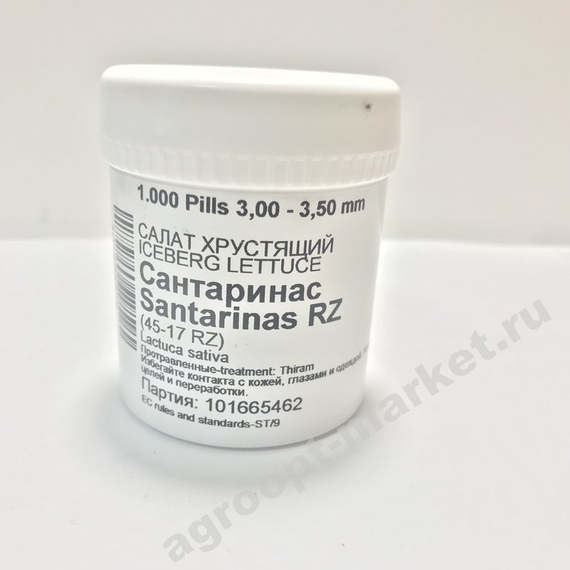 1.000 Pills 3,00 - 3,50 mm
САЛАТ ХРУСТЯЩИЙ
ICEBERG LETTUCE
Сантаринас
Santarinas RZ
(45-17 RZ)
Lactuca sativa
Протравленные-treatment: Thiram
Избегайте контакта с кожей, глазами и одеждой,
целей и переработки.
Партия: 101665462
EC rules and standards-ST/9
agroopt-market.ru